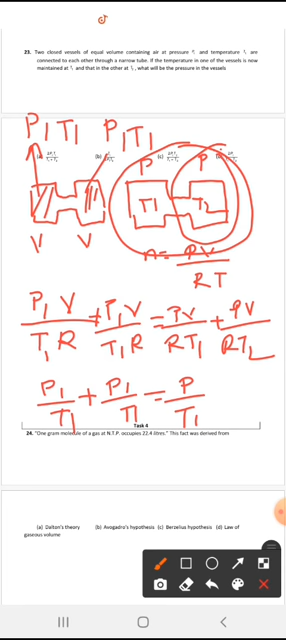 23. Two closed vessels of equal volume containing air at pressure P₁ and temperature T₁ are
connected to each other through a narrow tube. If the temperature in one of the vessels is now
maintained at T₁ and that in the other at T₂, what will be the pressure in the vessels
P₁T₁ P₁T₁
(a) (b) (c) (d)
P P
T1 T2
V V
n = PV/RT
P₁V/T₁R + P₁V/T₁R = PV/RT₁ + PV/RT₂
P₁/T₁ + P₁/T₁ = P/T₁
Task 4
24. "One gram molecule of a gas at N.T.P. occupies 22.4 litres." This fact was derived from
(a) Dalton's theory (b) Avogadro's hypothesis (c) Berzelius hypothesis (d) Law of
gaseous volume